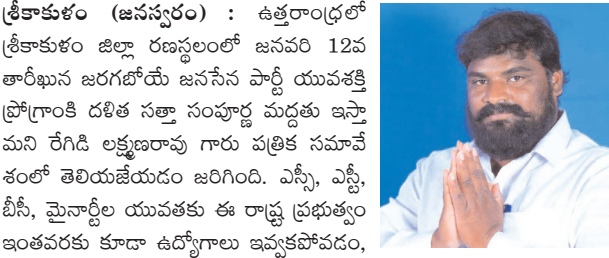 శ్రీకాకుళం (జనస్వరం) : ఉత్తరాంధ్రలో
శ్రీకాకుళం జిల్లా రణస్థలంలో జనవరి 12వ
తారీఖున జరగబోయే జనసేన పార్టీ యువశక్తి
ప్రోగ్రాంకి దళిత సత్తా సంపూర్ణ మద్దతు ఇస్తా
మని రేగిడి లక్ష్మణరావు గారు పత్రిక సమావే
శంలో తెలియజేయడం జరిగింది. ఎస్సీ, ఎస్టీ,
బీసీ, మైనార్టీల యువతకు ఈ రాష్ట్ర ప్రభుత్వం
ఇంతవరకు కూడా ఉద్యోగాలు ఇవ్వకపోవడం,